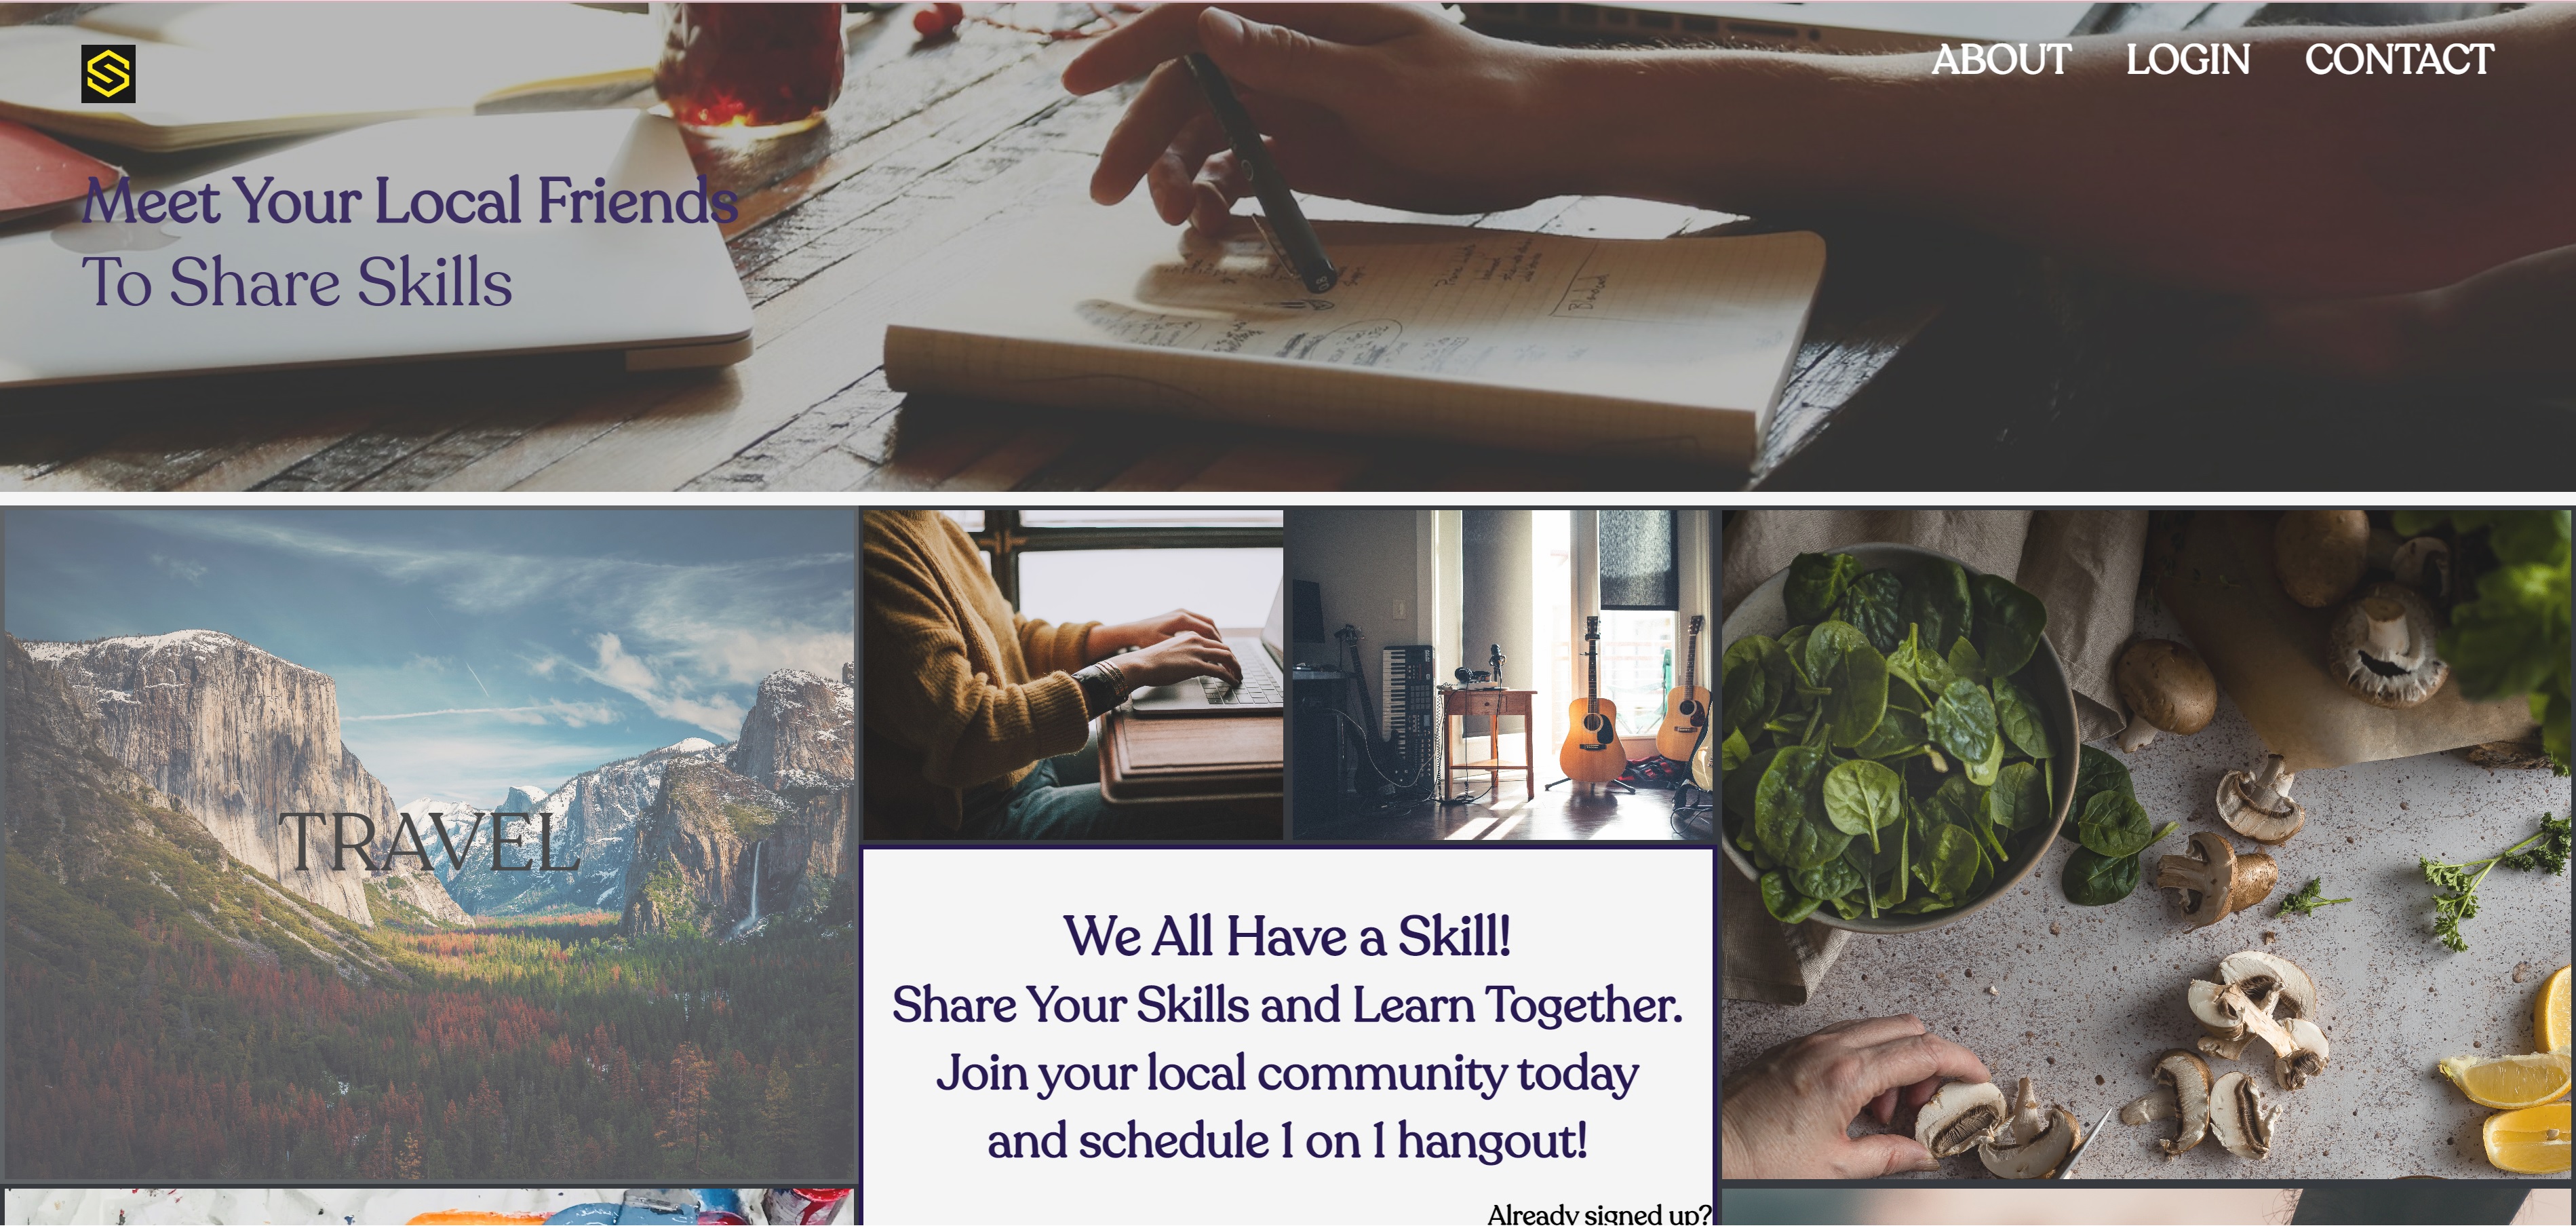 ABOUT LOGIN CONTACT
Meet Your Local Friends
To Share Skills
TRAVEL
We All Have a Skill!
Share Your Skills and Learn Together.
Join your local community today
and schedule 1 on 1 hangout!
Already signed up?